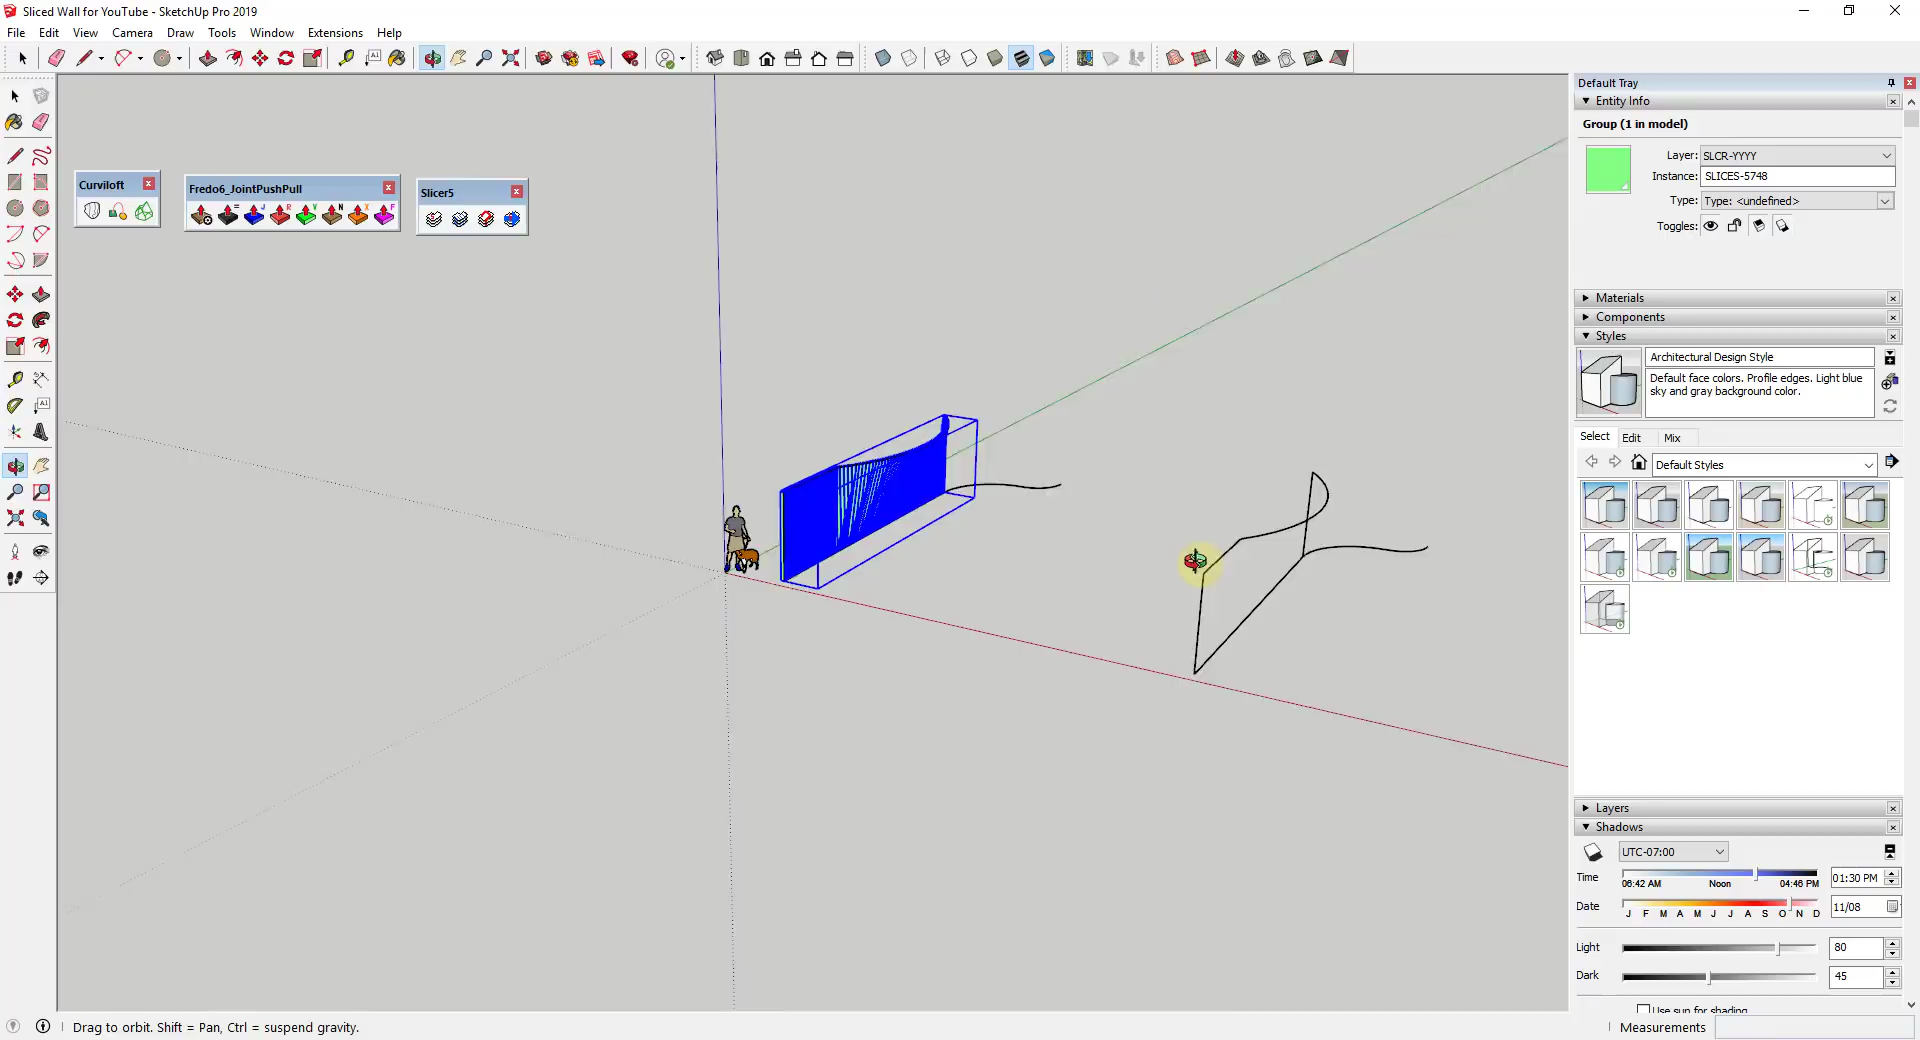 Sliced Wall for YouTube - SketchUp Pro 2019
File Edit View Camera Draw Tools Window Extensions Help
Default Tray
Entity Info
Group (1 in model)
Layer: SLCR-YYYY
Instance: SLICES-5748
Type: Type: <undefined>
Toggles:
Curviloft
Fredo6_JointPushPull
Slicer5
Materials
Components
Styles
Architectural Design Style
Default face colors. Profile edges. Light blue
sky and gray background color.
Select Edit Mix
Default Styles
Layers
Shadows
UTC-07:00
Time 01:30 PM
06:42 AM Noon 04:46 PM
Date 11/08
J F M A M J J A S O N D
Light 80
Dark 45
Use sun for shading
Drag to orbit. Shift = Pan, Ctrl = suspend gravity.
Measurements